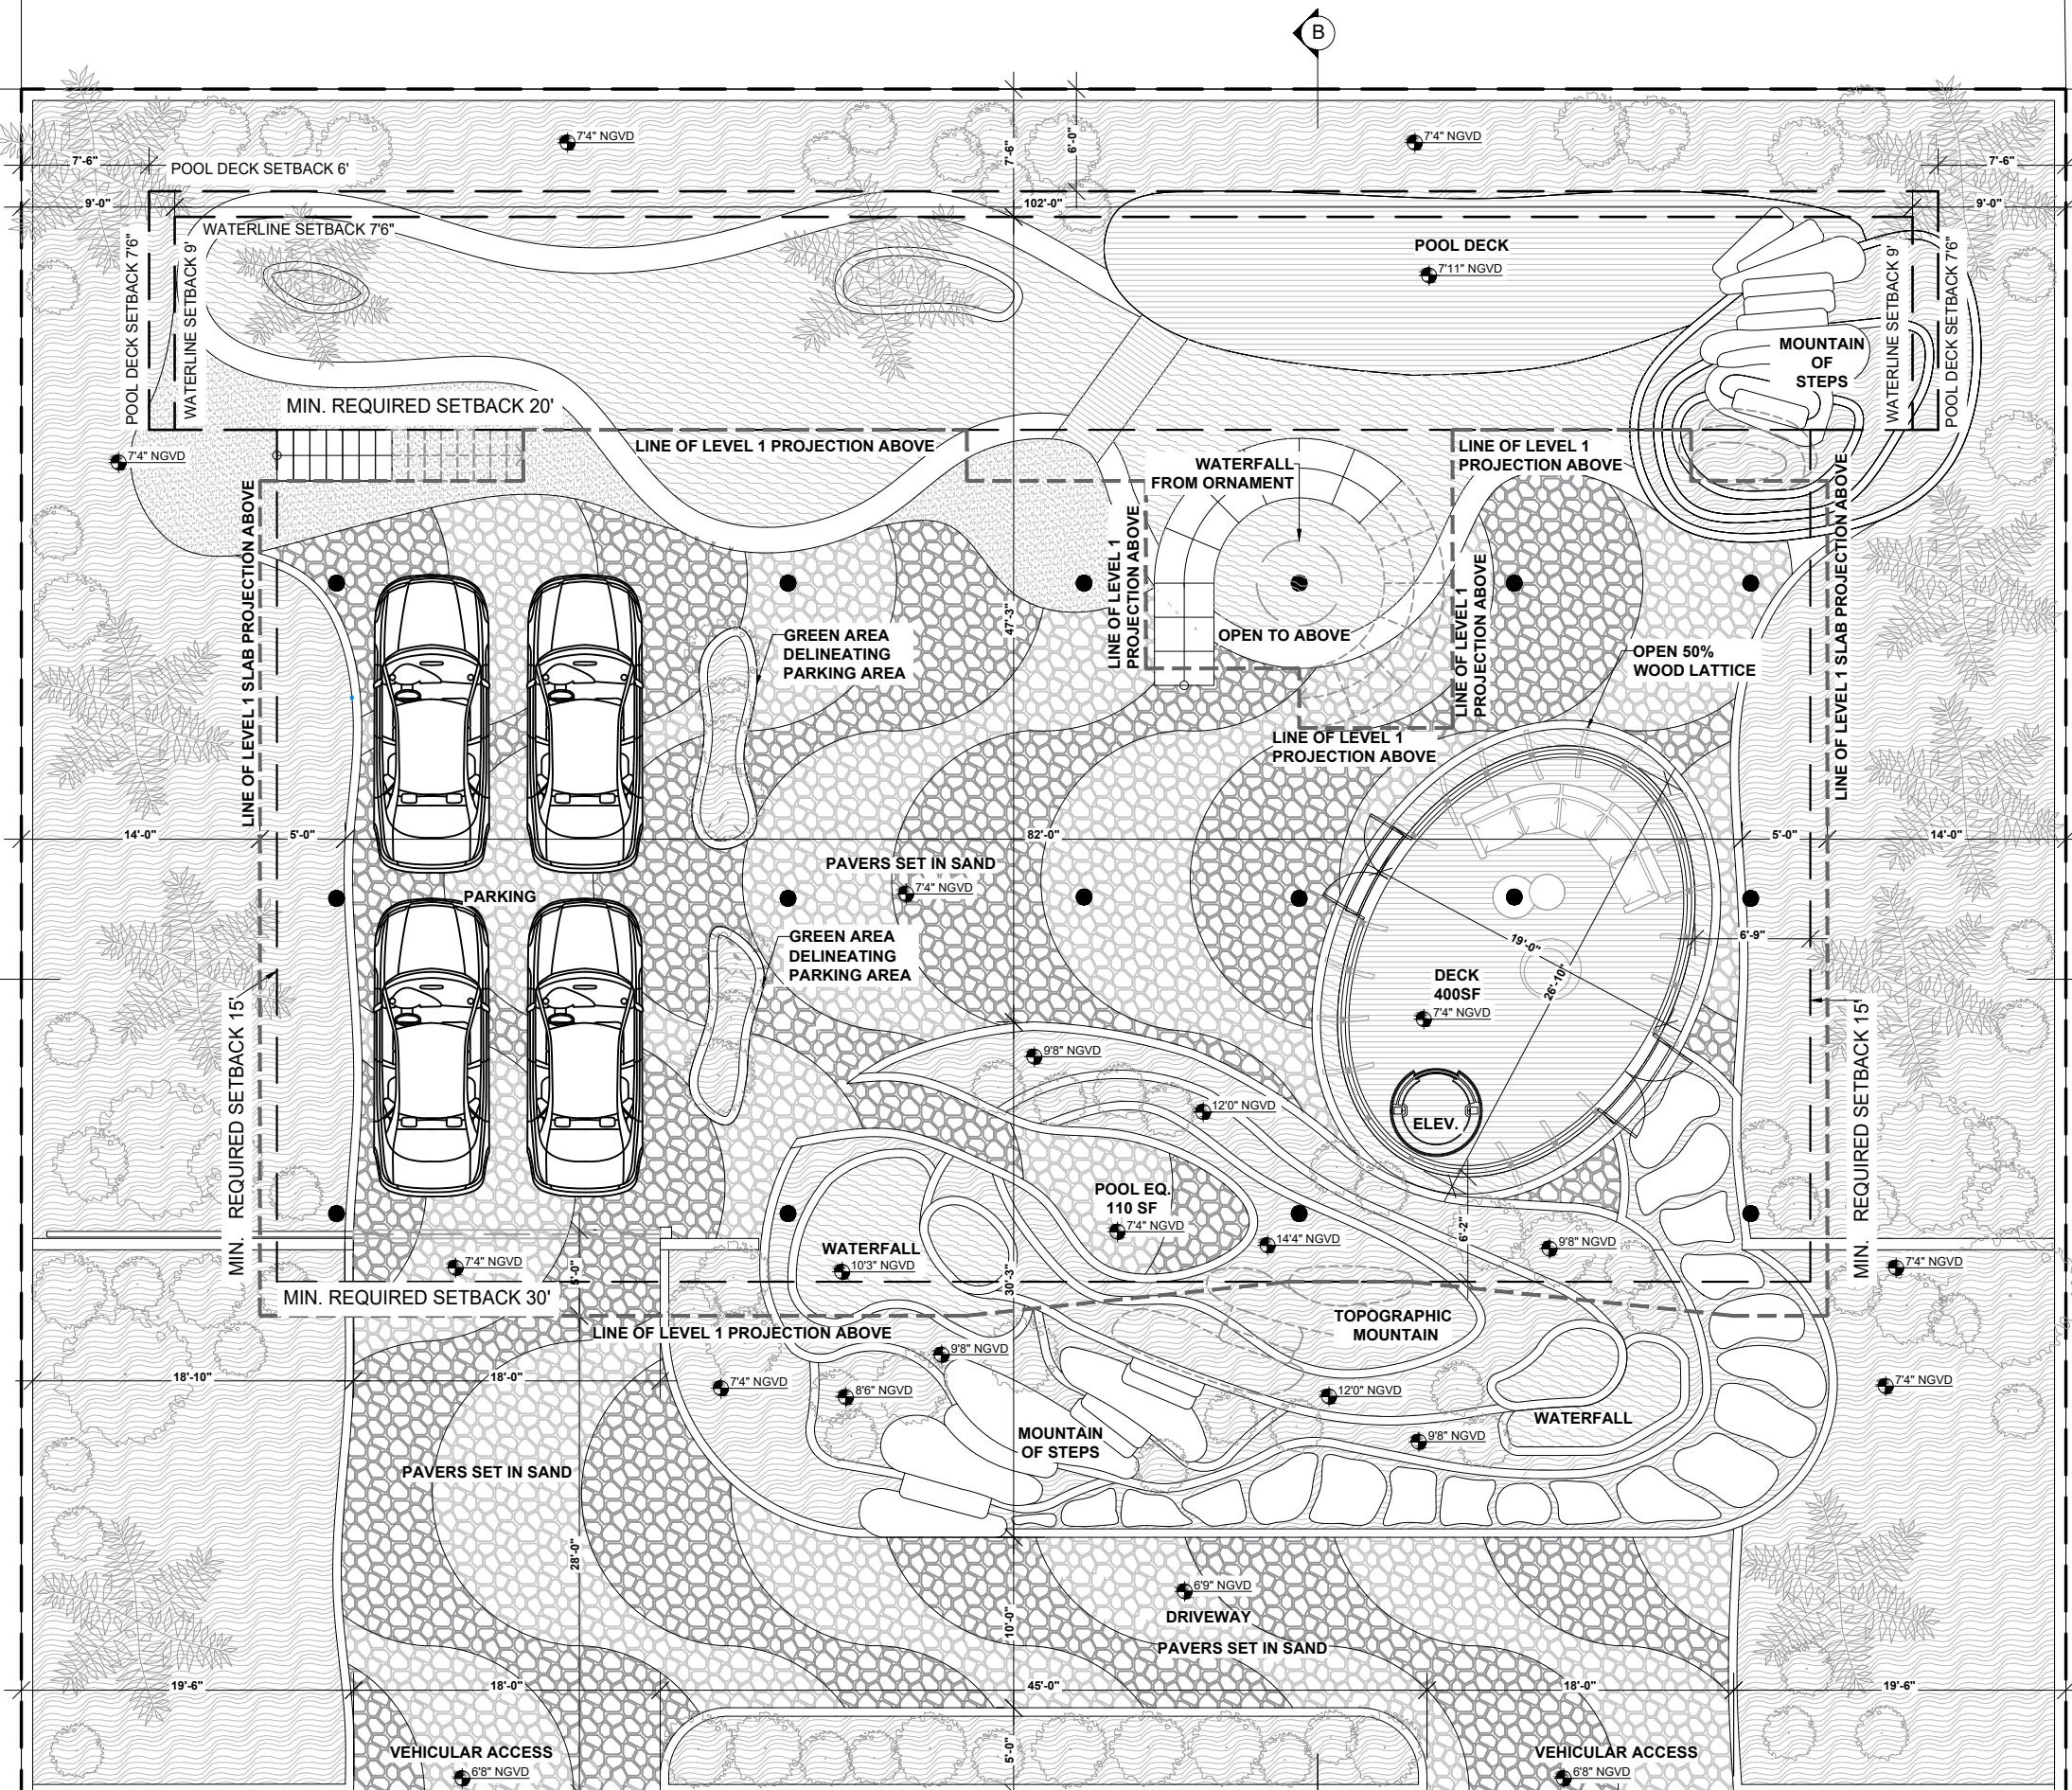 B
7'4" NGVD
7'4" NGVD
7'-6"
POOL DECK SETBACK 6'
7'-6"
6'-0"
7'-6"
9'-0"
102'-0"
9'-0"
WATERLINE SETBACK 7'6"
POOL DECK SETBACK 7'6"
WATERLINE SETBACK 9'
POOL DECK
7'11" NGVD
WATERLINE SETBACK 9'
POOL DECK SETBACK 7'6"
MOUNTAIN
OF
STEPS
MIN. REQUIRED SETBACK 20'
LINE OF LEVEL 1 PROJECTION ABOVE
LINE OF LEVEL 1
PROJECTION ABOVE
7'4" NGVD
WATERFALL
FROM ORNAMENT
LINE OF LEVEL 1 SLAB PROJECTION ABOVE
LINE OF LEVEL 1
PROJECTION ABOVE
LINE OF LEVEL 1
PROJECTION ABOVE
LINE OF LEVEL 1 SLAB PROJECTION ABOVE
47'-3"
GREEN AREA
DELINEATING
PARKING AREA
OPEN TO ABOVE
OPEN 50%
WOOD LATTICE
LINE OF LEVEL 1
PROJECTION ABOVE
14'-0"
5'-0"
82'-0"
5'-0"
14'-0"
PAVERS SET IN SAND
7'4" NGVD
PARKING
GREEN AREA
DELINEATING
PARKING AREA
19'-0"
26'-10"
6'-9"
DECK
400SF
7'4" NGVD
MIN. REQUIRED SETBACK 15'
MIN. REQUIRED SETBACK 15'
9'8" NGVD
12'0" NGVD
ELEV.
POOL EQ.
110 SF
7'4" NGVD
6'-2"
14'4" NGVD
9'8" NGVD
WATERFALL
10'3" NGVD
7'4" NGVD
5'-0"
30'-3"
7'4" NGVD
MIN. REQUIRED SETBACK 30'
LINE OF LEVEL 1 PROJECTION ABOVE
TOPOGRAPHIC
MOUNTAIN
9'8" NGVD
18'-10"
18'-0"
7'4" NGVD
8'6" NGVD
12'0" NGVD
7'4" NGVD
WATERFALL
MOUNTAIN
OF STEPS
9'8" NGVD
PAVERS SET IN SAND
28'-0"
6'9" NGVD
DRIVEWAY
10'-0"
PAVERS SET IN SAND
19'-6"
18'-0"
45'-0"
18'-0"
19'-6"
5'-0"
VEHICULAR ACCESS
6'8" NGVD
VEHICULAR ACCESS
6'8" NGVD